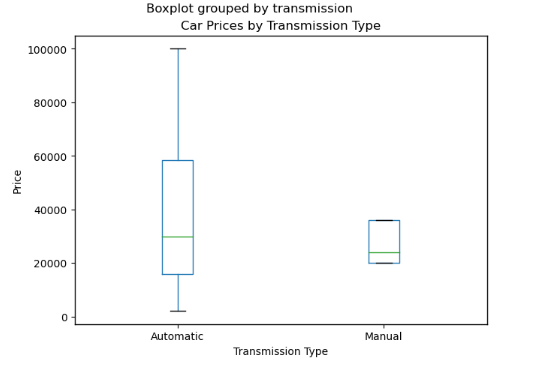 Boxplot grouped by transmission
Car Prices by Transmission Type
100000
80000
60000
40000
20000
0
Price
Automatic
Manual
Transmission Type